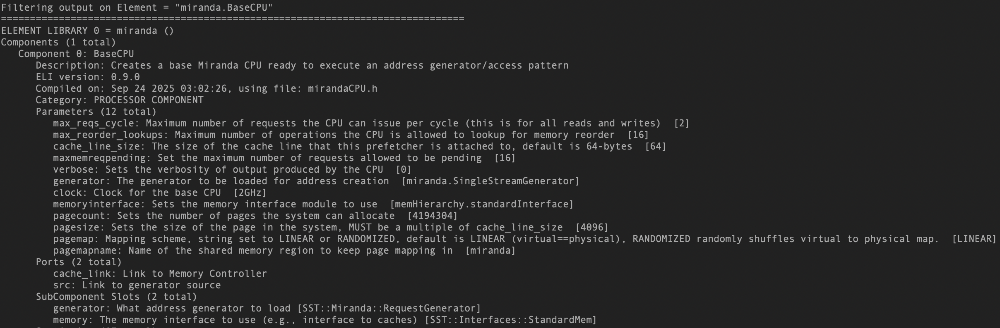 Filtering output on Element = "miranda.BaseCPU"
================================================================================
ELEMENT LIBRARY 0 = miranda ()
Components (1 total)
   Component 0: BaseCPU
      Description: Creates a base Miranda CPU ready to execute an address generator/access pattern
      ELI version: 0.9.0
      Compiled on: Sep 24 2025 03:02:26, using file: mirandaCPU.h
      Category: PROCESSOR COMPONENT
      Parameters (12 total)
         max_reqs_cycle: Maximum number of requests the CPU can issue per cycle (this is for all reads and writes)  [2]
         max_reorder_lookups: Maximum number of operations the CPU is allowed to lookup for memory reorder  [16]
         cache_line_size: The size of the cache line that this prefetcher is attached to, default is 64-bytes  [64]
         maxmemreqpending: Set the maximum number of requests allowed to be pending  [16]
         verbose: Sets the verbosity of output produced by the CPU  [0]
         generator: The generator to be loaded for address creation  [miranda.SingleStreamGenerator]
         clock: Clock for the base CPU  [2GHz]
         memoryinterface: Sets the memory interface module to use  [memHierarchy.standardInterface]
         pagecount: Sets the number of pages the system can allocate  [4194304]
         pagesize: Sets the size of the page in the system, MUST be a multiple of cache_line_size  [4096]
         pagemap: Mapping scheme, string set to LINEAR or RANDOMIZED, default is LINEAR (virtual==physical), RANDOMIZED randomly shuffles virtual to physical map.  [LINEAR]
         pagemapname: Name of the shared memory region to keep page mapping in  [miranda]
      Ports (2 total)
         cache_link: Link to Memory Controller
         src: Link to generator source
      SubComponent Slots (2 total)
         generator: What address generator to load [SST::Miranda::RequestGenerator]
         memory: The memory interface to use (e.g., interface to caches) [SST::Interfaces::StandardMem]